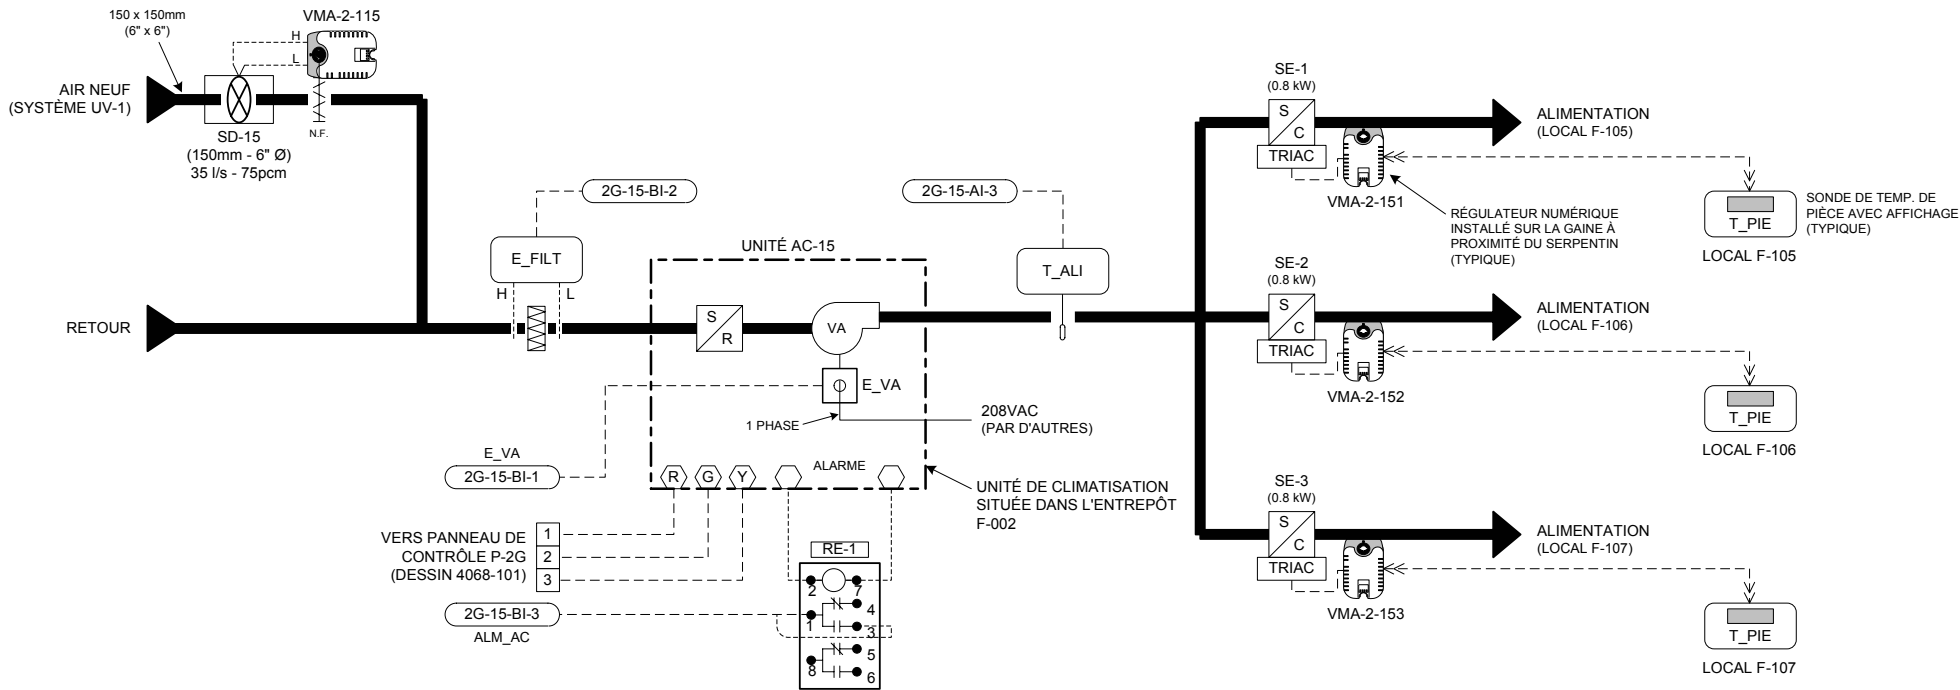 150 x 150mm
(6" x 6")
VMA-2-115
H
L
AIR NEUF
(SYSTÈME UV-1)
SD-15
(150mm - 6" Ø)
35 l/s - 75pcm
N.F.
2G-15-BI-2
E_FILT
H
L
RETOUR
2G-15-AI-3
T_ALI
UNITÉ AC-15
S
R
VA
E_VA
1 PHASE
208VAC
(PAR D'AUTRES)
E_VA
2G-15-BI-1
R
G
Y
ALARME
UNITÉ DE CLIMATISATION
SITUÉE DANS L'ENTREPÔT
F-002
VERS PANNEAU DE
CONTRÔLE P-2G
(DESSIN 4068-101)
1
2
3
2G-15-BI-3
ALM_AC
RE-1
2
7
4
1
3
5
8
6
SE-1
(0.8 kW)
S
C
TRIAC
VMA-2-151
ALIMENTATION
(LOCAL F-105)
RÉGULATEUR NUMÉRIQUE
INSTALLÉ SUR LA GAINE À
PROXIMITÉ DU SERPENTIN
(TYPIQUE)
T_PIE
LOCAL F-105
SONDE DE TEMP. DE
PIÈCE AVEC AFFICHAGE
(TYPIQUE)
SE-2
(0.8 kW)
S
C
TRIAC
VMA-2-152
ALIMENTATION
(LOCAL F-106)
T_PIE
LOCAL F-106
SE-3
(0.8 kW)
S
C
TRIAC
VMA-2-153
ALIMENTATION
(LOCAL F-107)
T_PIE
LOCAL F-107